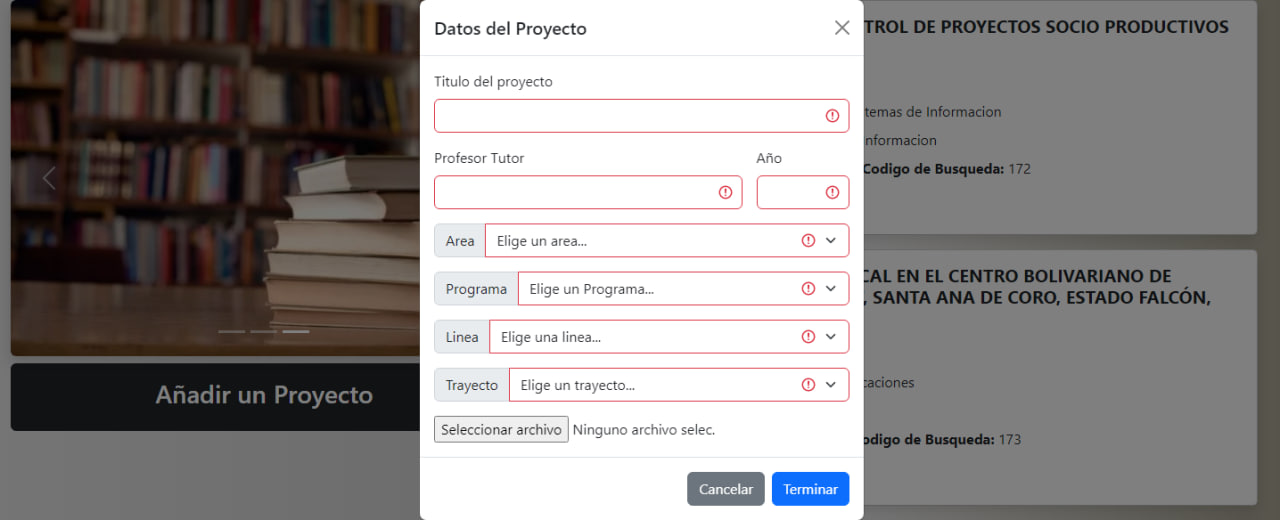 Datos del Proyecto
Titulo del proyecto
Profesor Tutor
Año
Area
Elige un area...
Programa
Elige un Programa...
Linea
Elige una linea...
Trayecto
Elige un trayecto...
Seleccionar archivo
Ninguno archivo selec.
Cancelar
Terminar
Añadir un Proyecto
TROL DE PROYECTOS SOCIO PRODUCTIVOS
temas de Informacion
nformacion
Codigo de Busqueda: 172
CAL EN EL CENTRO BOLIVARIANO DE
, SANTA ANA DE CORO, ESTADO FALCÓN,
caciones
odigo de Busqueda: 173